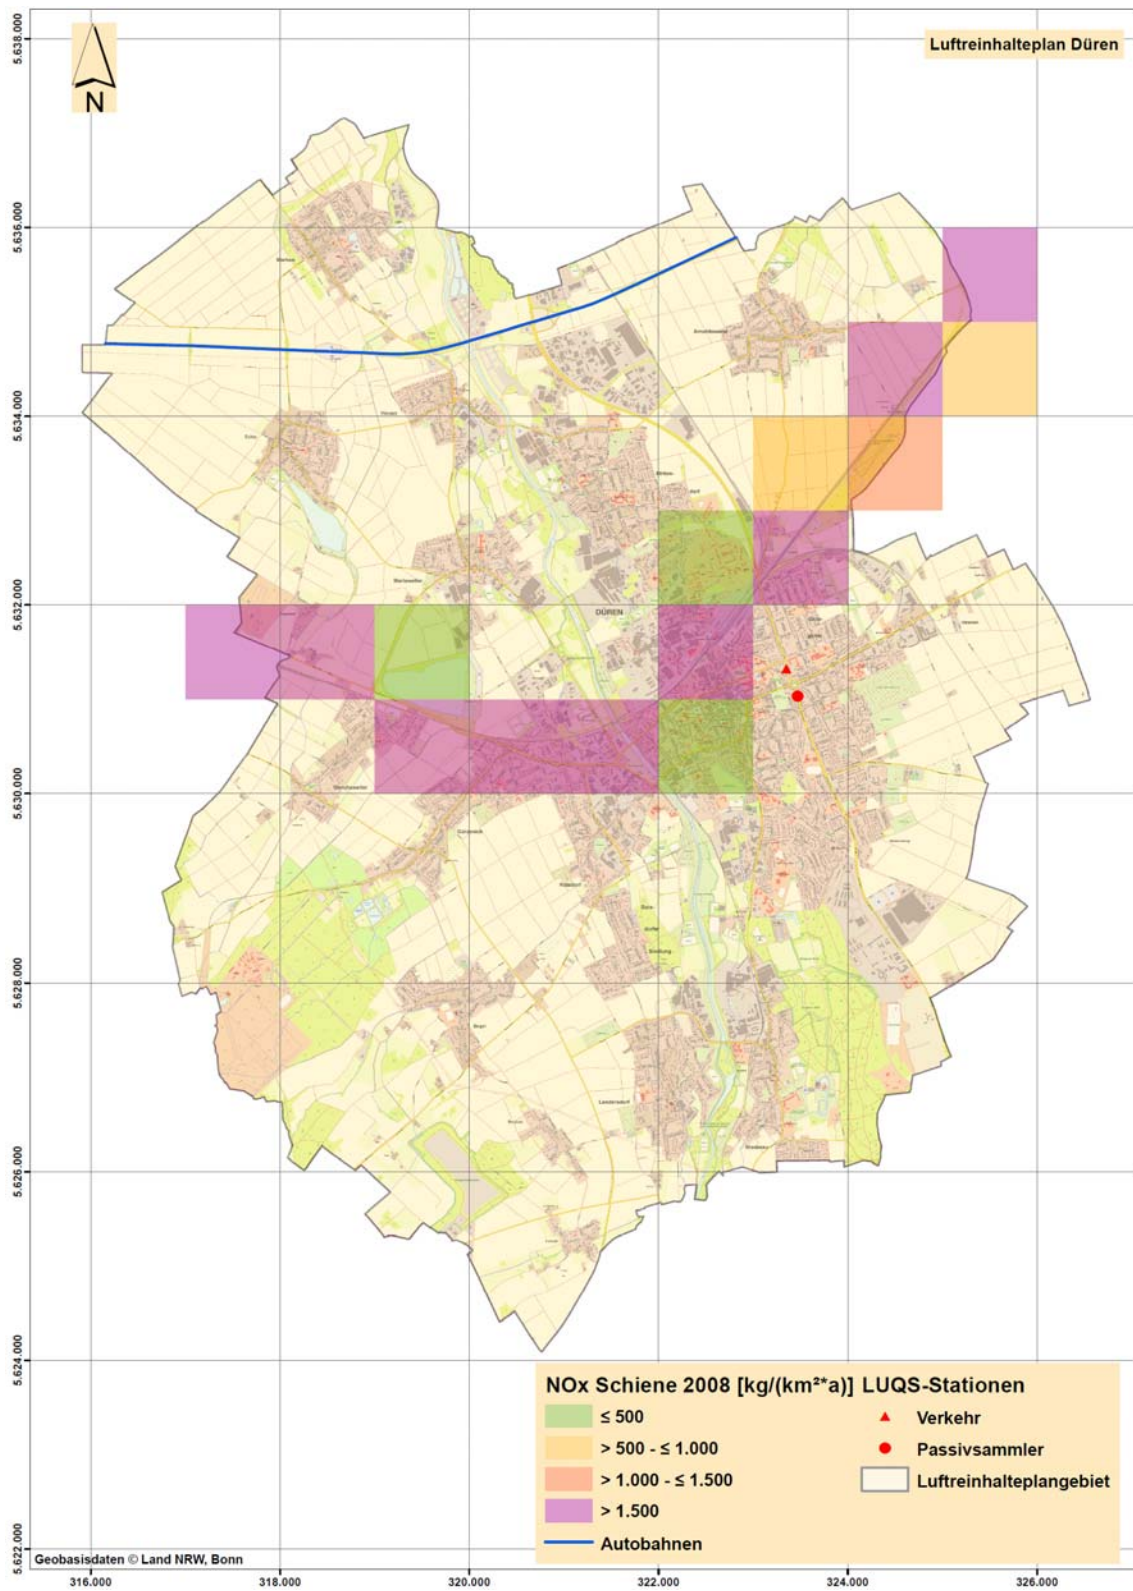 Luftreinhalteplan Düren
N
5.638.000
5.636.000
5.634.000
5.632.000
5.630.000
5.628.000
5.626.000
5.624.000
5.622.000
DÜREN
NOx Schiene 2008 [kg/(km²*a)]
≤ 500
> 500 - ≤ 1.000
> 1.000 - ≤ 1.500
> 1.500
Autobahnen
LUQS-Stationen
Verkehr
Passivsammler
Luftreinhalteplangebiet
Geobasisdaten © Land NRW, Bonn
316.000
318.000
320.000
322.000
324.000
326.000